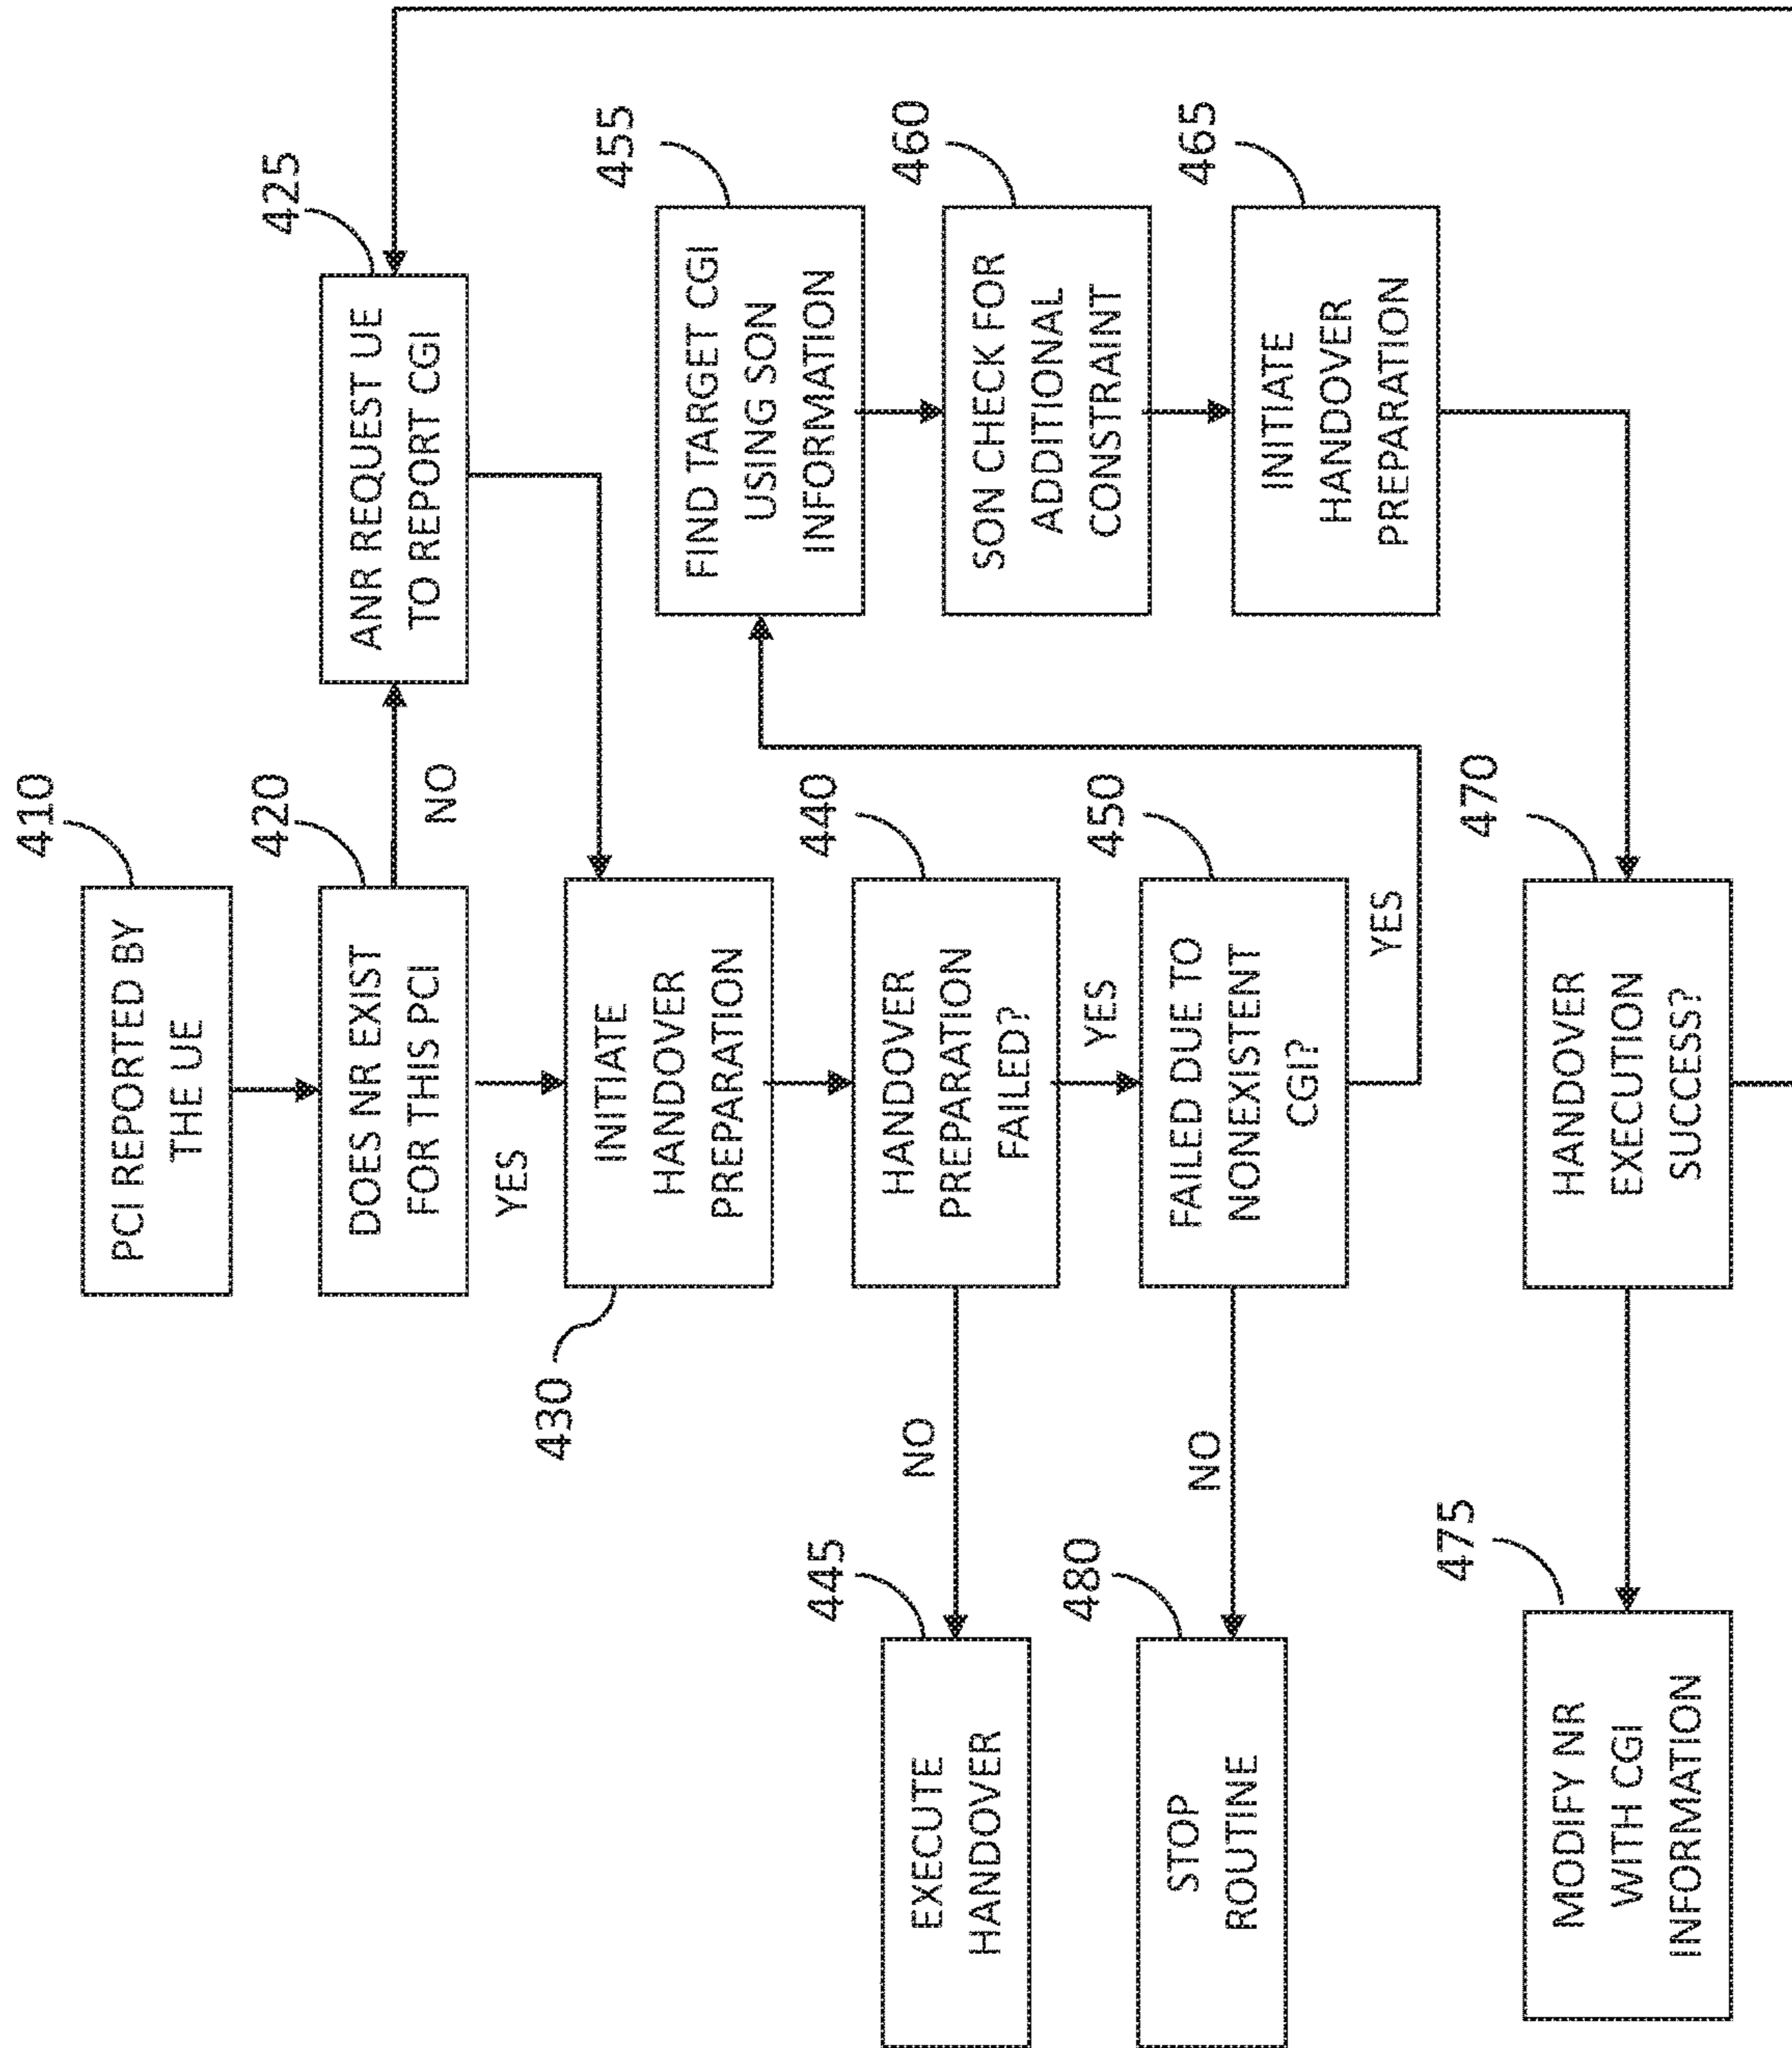 410
PCI REPORTED BY
THE UE
420
DOES NR EXIST
FOR THIS PCI
NO
425
ANR REQUEST UE
TO REPORT CGI
YES
430
INITIATE
HANDOVER
PREPARATION
440
HANDOVER
PREPARATION
FAILED?
NO
445
EXECUTE
HANDOVER
YES
450
FAILED DUE TO
NONEXISTENT
CGI?
NO
480
STOP
ROUTINE
YES
455
FIND TARGET CGI
USING SON
INFORMATION
460
SON CHECK FOR
ADDITIONAL
CONSTRAINT
465
INITIATE
HANDOVER
PREPARATION
470
HANDOVER
EXECUTION
SUCCESS?
475
MODIFY NR
WITH CGI
INFORMATION